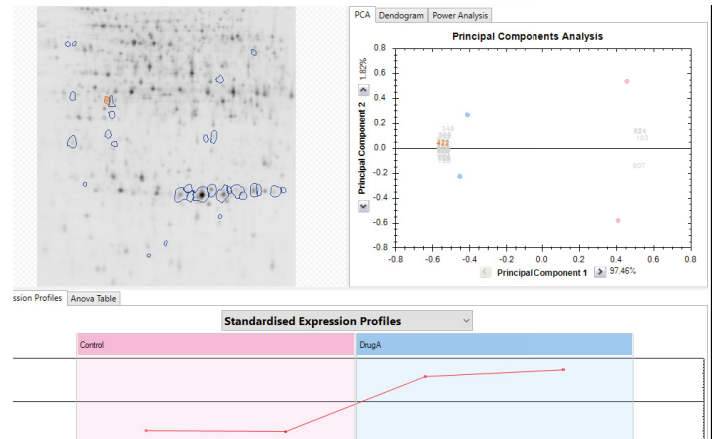 PCA Dendogram Power Analysis
Principal Components Analysis
Principal Component 2
1.82%
0.8
0.6
0.4
0.2
0.0
-0.2
-0.4
-0.6
-0.8
348
422
824
103
807
-0.8 -0.6 -0.4 -0.2 0.0 0.2 0.4 0.6 0.8
Principal Component 1 97.46%
ssion Profiles Anova Table
Standardised Expression Profiles
Control DrugA